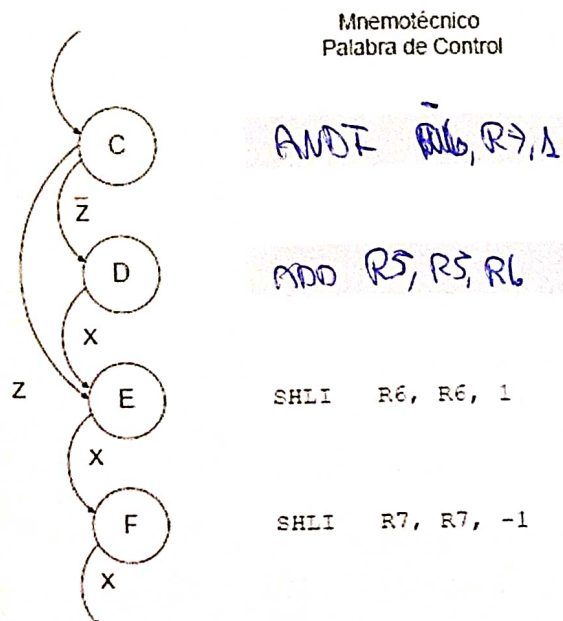 Mnemotécnico
Palabra de Control
C
ANDI , R7, 1
z̄
D
ADD R5, R5, R6
X
Z
E
SHLI R6, R6, 1
X
F
SHLI R7, R7, -1
X